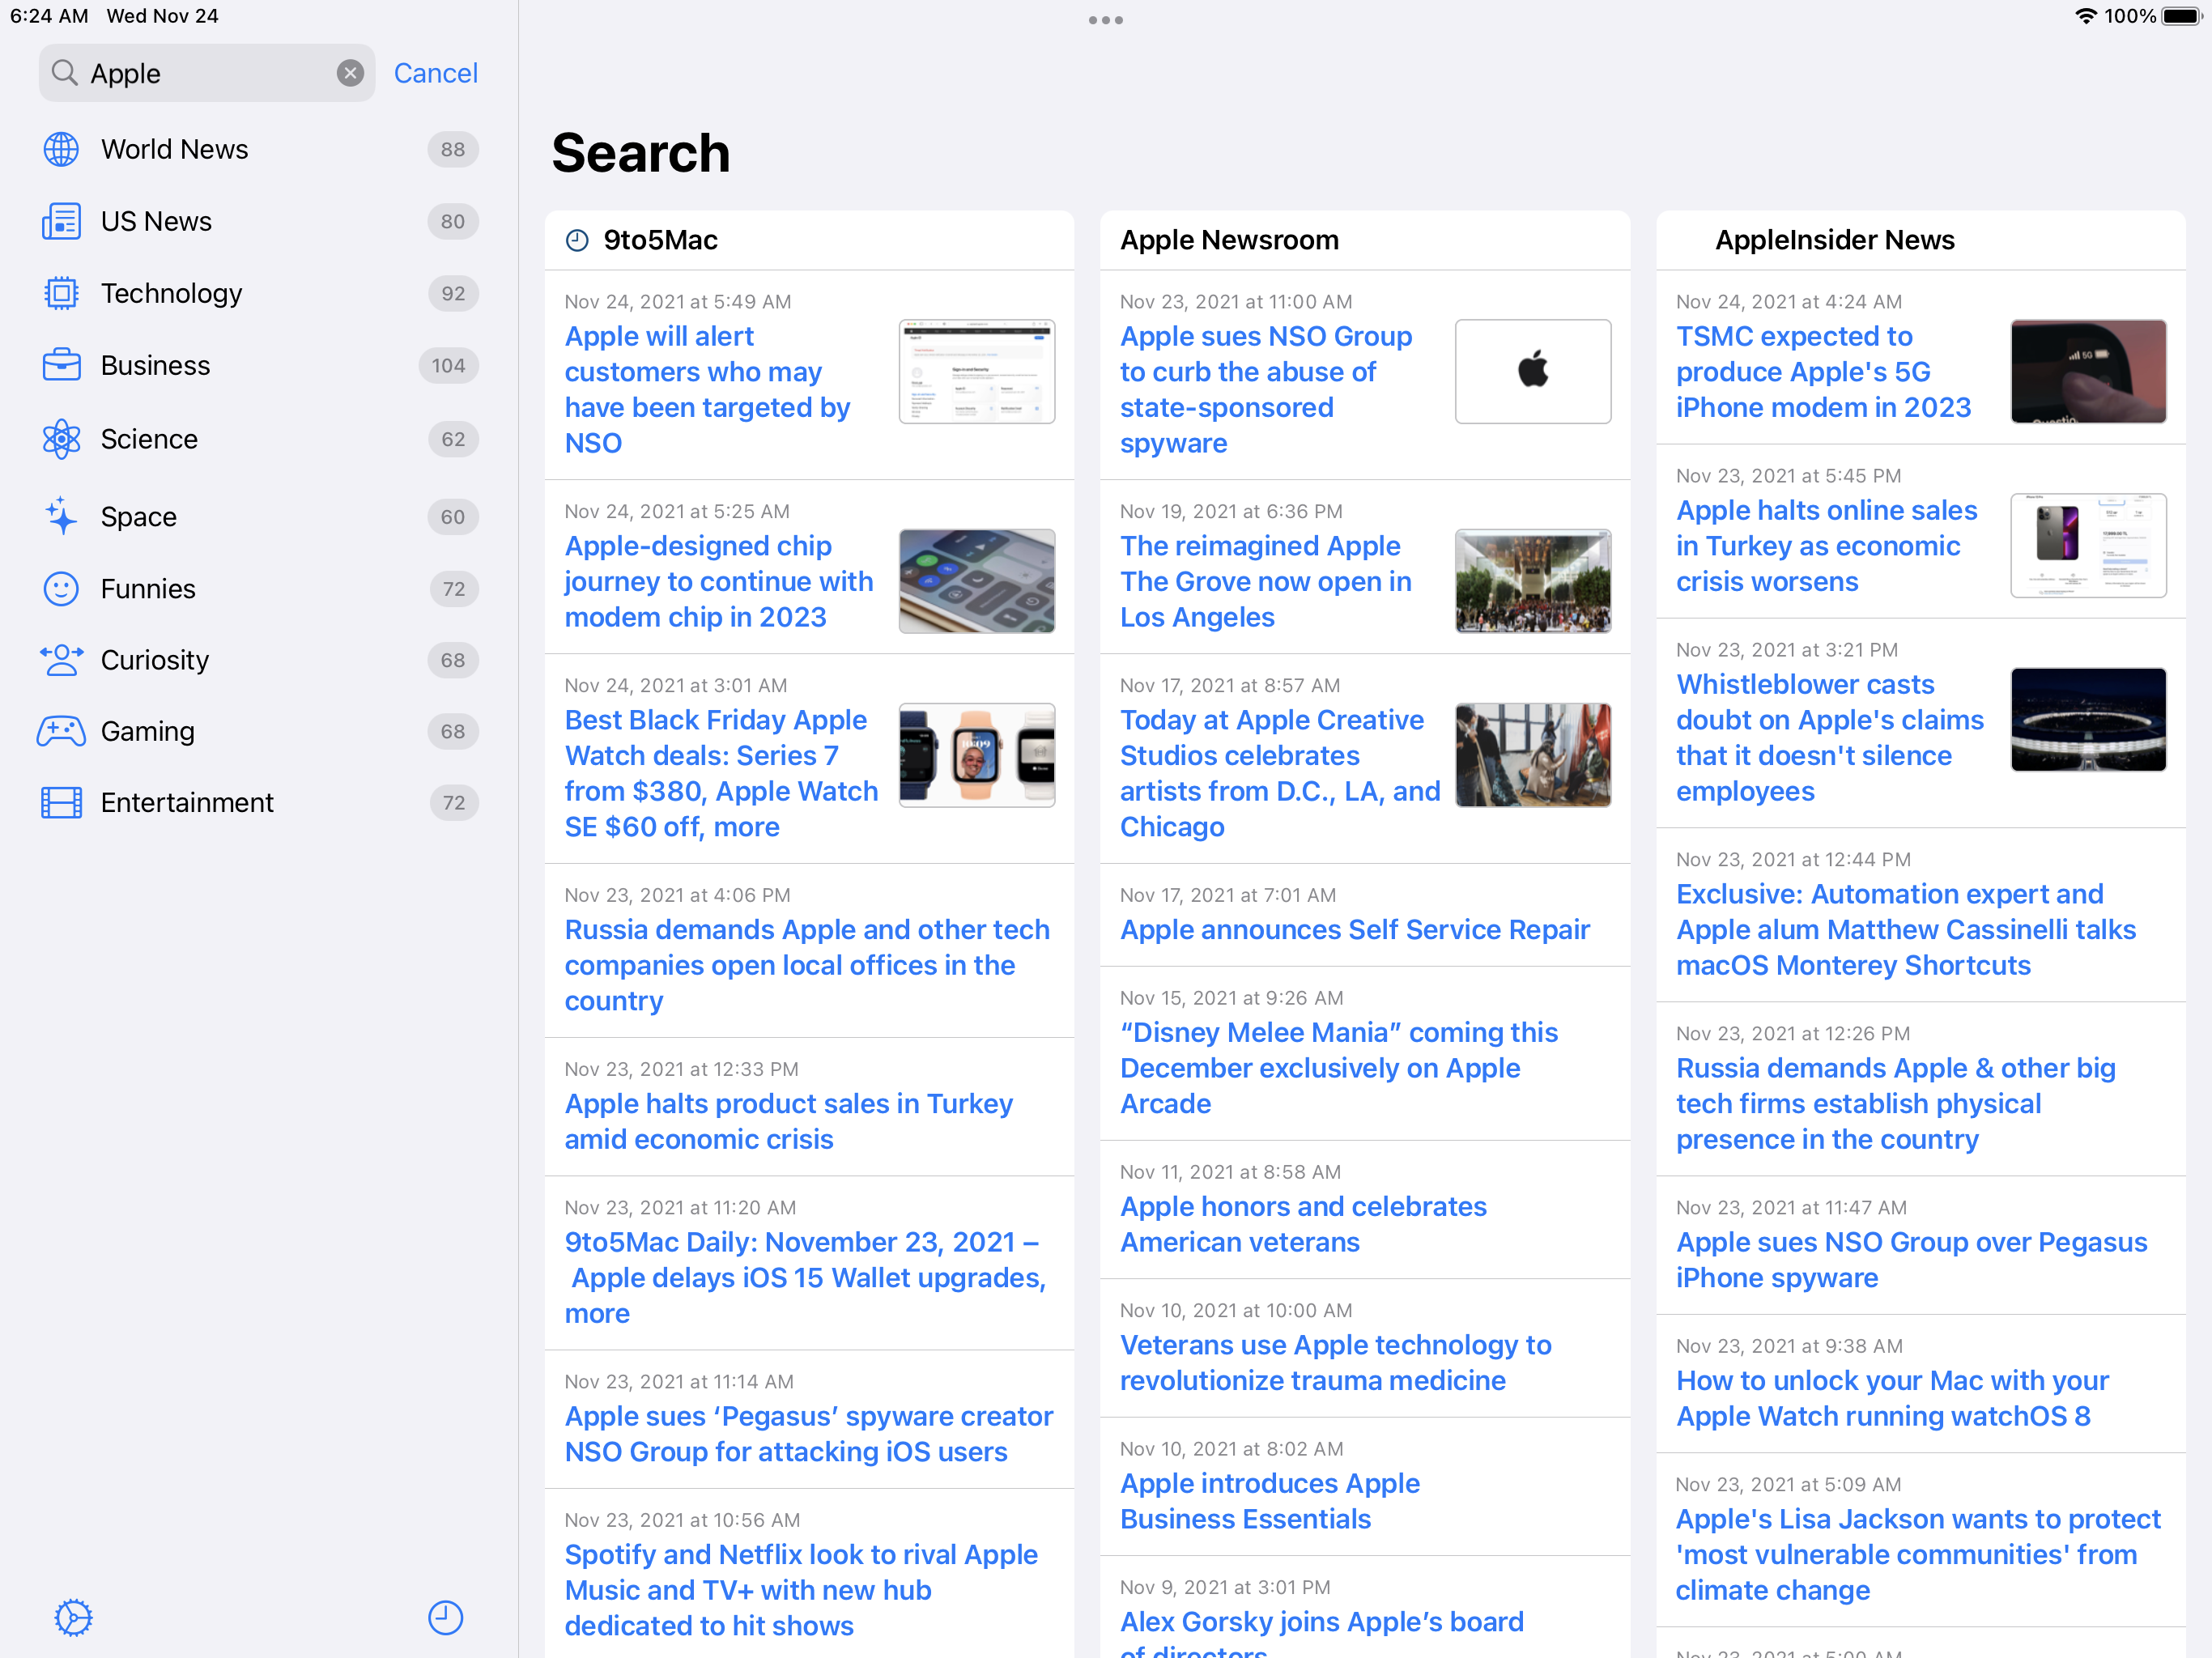 6:24 AM Wed Nov 24
100%
Apple
Cancel
World News 88
US News 80
Technology 92
Business 104
Science 62
Space 60
Funnies 72
Curiosity 68
Gaming 68
Entertainment 72
Search
9to5Mac
Nov 24, 2021 at 5:49 AM
Apple will alert
customers who may
have been targeted by
NSO
Nov 24, 2021 at 5:25 AM
Apple-designed chip
journey to continue with
modem chip in 2023
Nov 24, 2021 at 3:01 AM
Best Black Friday Apple
Watch deals: Series 7
from $380, Apple Watch
SE $60 off, more
Nov 23, 2021 at 4:06 PM
Russia demands Apple and other tech
companies open local offices in the
country
Nov 23, 2021 at 12:33 PM
Apple halts product sales in Turkey
amid economic crisis
Nov 23, 2021 at 11:20 AM
9to5Mac Daily: November 23, 2021 –
Apple delays iOS 15 Wallet upgrades,
more
Nov 23, 2021 at 11:14 AM
Apple sues ‘Pegasus’ spyware creator
NSO Group for attacking iOS users
Nov 23, 2021 at 10:56 AM
Spotify and Netflix look to rival Apple
Music and TV+ with new hub
dedicated to hit shows
Apple Newsroom
Nov 23, 2021 at 11:00 AM
Apple sues NSO Group
to curb the abuse of
state-sponsored
spyware
Nov 19, 2021 at 6:36 PM
The reimagined Apple
The Grove now open in
Los Angeles
Nov 17, 2021 at 8:57 AM
Today at Apple Creative
Studios celebrates
artists from D.C., LA, and
Chicago
Nov 17, 2021 at 7:01 AM
Apple announces Self Service Repair
Nov 15, 2021 at 9:26 AM
“Disney Melee Mania” coming this
December exclusively on Apple
Arcade
Nov 11, 2021 at 8:58 AM
Apple honors and celebrates
American veterans
Nov 10, 2021 at 10:00 AM
Veterans use Apple technology to
revolutionize trauma medicine
Nov 10, 2021 at 8:02 AM
Apple introduces Apple
Business Essentials
Nov 9, 2021 at 3:01 PM
Alex Gorsky joins Apple’s board
of directors
AppleInsider News
Nov 24, 2021 at 4:24 AM
TSMC expected to
produce Apple's 5G
iPhone modem in 2023
5G
Nov 23, 2021 at 5:45 PM
Apple halts online sales
in Turkey as economic
crisis worsens
Nov 23, 2021 at 3:21 PM
Whistleblower casts
doubt on Apple's claims
that it doesn't silence
employees
Nov 23, 2021 at 12:44 PM
Exclusive: Automation expert and
Apple alum Matthew Cassinelli talks
macOS Monterey Shortcuts
Nov 23, 2021 at 12:26 PM
Russia demands Apple & other big
tech firms establish physical
presence in the country
Nov 23, 2021 at 11:47 AM
Apple sues NSO Group over Pegasus
iPhone spyware
Nov 23, 2021 at 9:38 AM
How to unlock your Mac with your
Apple Watch running watchOS 8
Nov 23, 2021 at 5:09 AM
Apple's Lisa Jackson wants to protect
'most vulnerable communities' from
climate change
Nov 23, 2021 at 5:00 AM